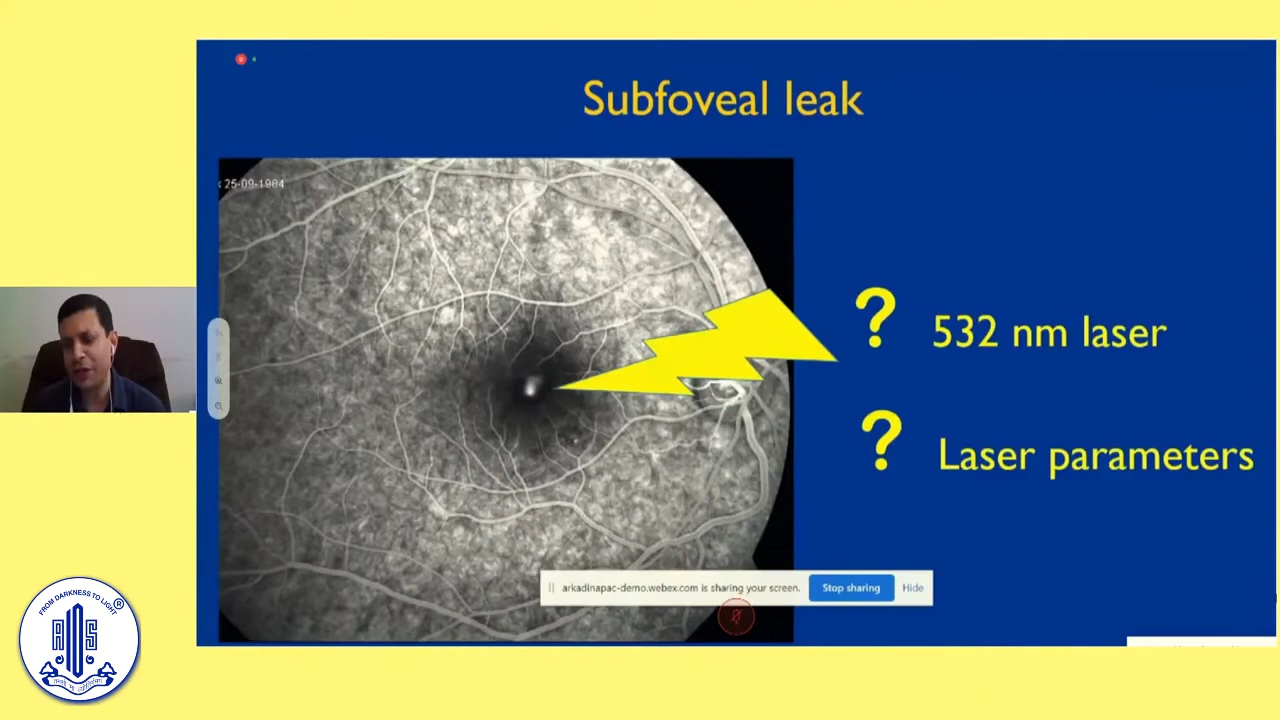 Subfoveal leak
25-09-1984
? 532 nm laser
? Laser parameters
arkadinapac-demo.webex.com is sharing your screen. Stop sharing Hide
FROM DARKNESS TO LIGHT
®
AIOS